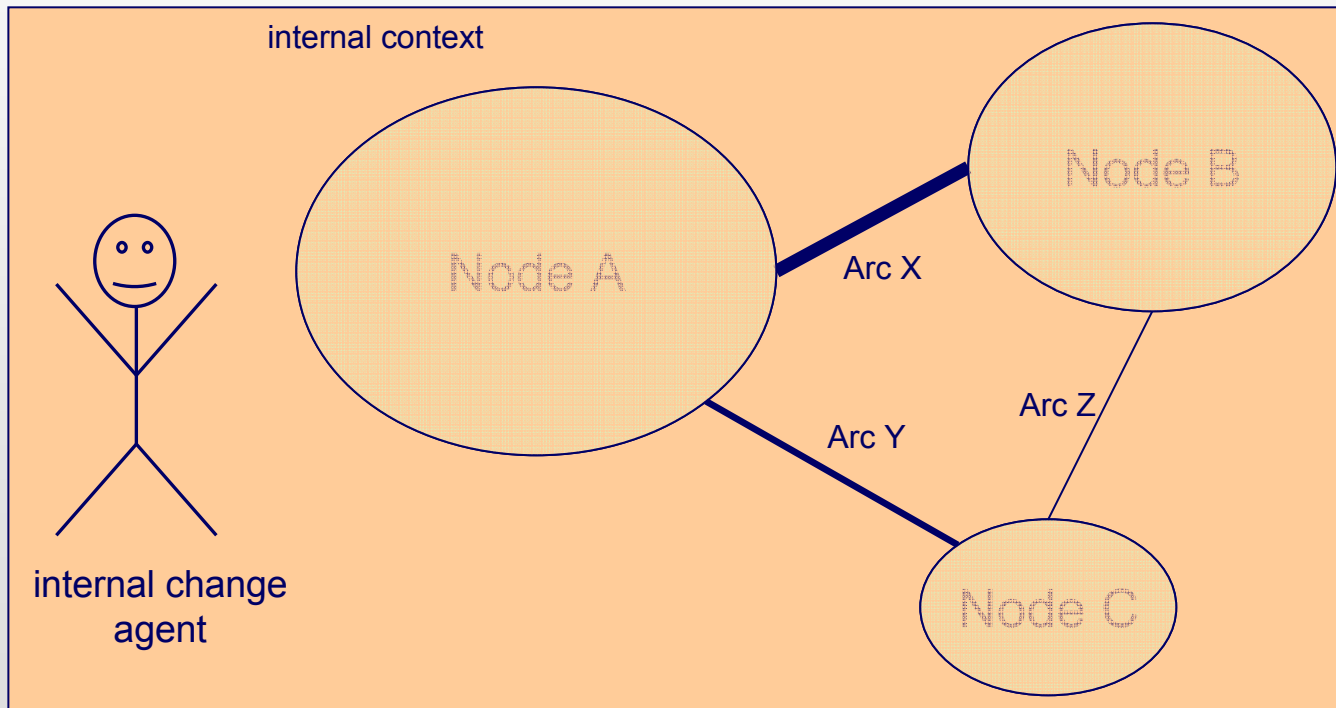 internal context
Node B
Node A
Arc X
Arc Z
Arc Y
internal change
agent
Node C